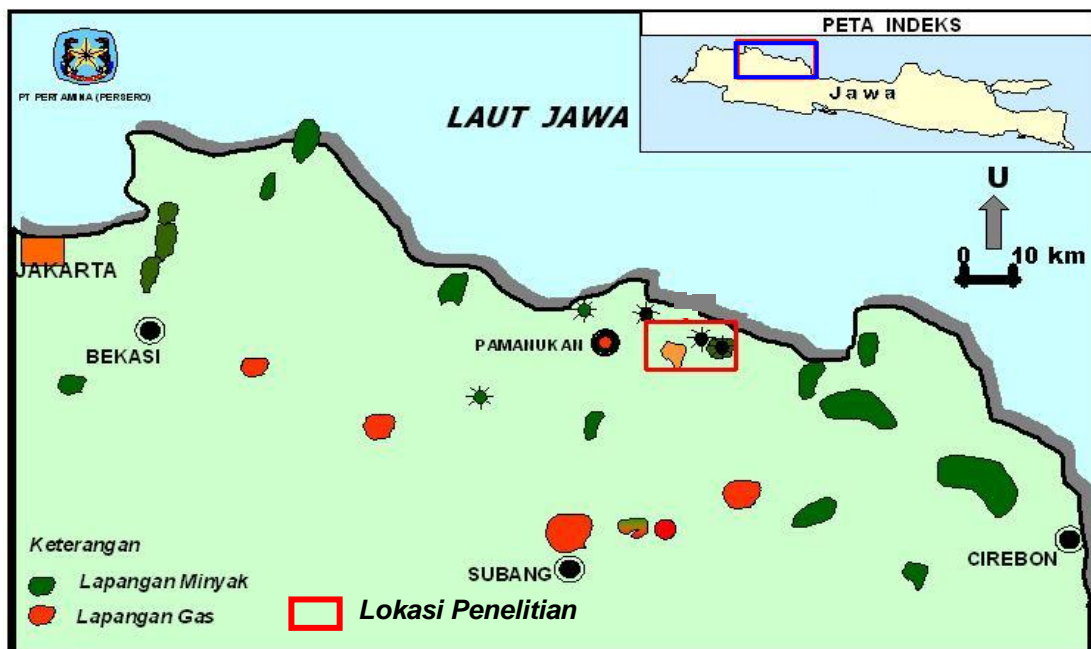 PETA INDEKS
Jawa
PT PERTAMINA (PERSERO)
LAUT JAWA
U
0 10 km
JAKARTA
BEKASI
PAMANUKAN
SUBANG
CIREBON
Keterangan
Lapangan Minyak
Lapangan Gas
Lokasi Penelitian